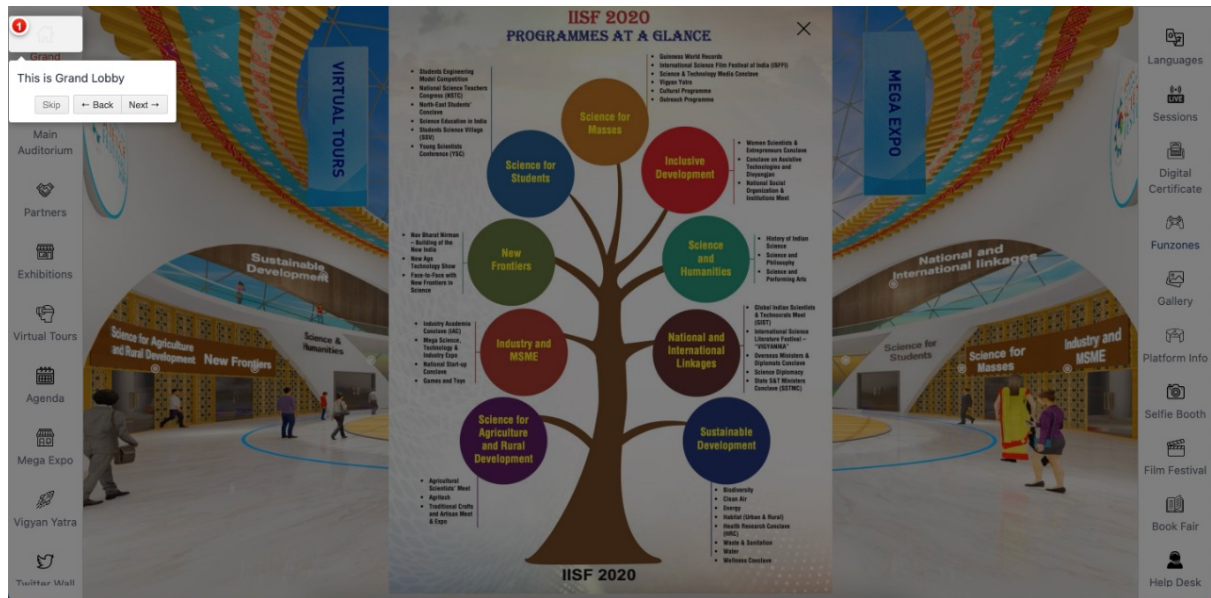 1
Grand
This is Grand Lobby
Skip
← Back
Next →
Main
Auditorium
Partners
Exhibitions
Virtual Tours
Agenda
Mega Expo
Vigyan Yatra
Twitter Wall
VIRTUAL TOURS
Sustainable
Development
Science for Agriculture
and Rural Development
New Frontiers
Science &
Humanities
IISF 2020
PROGRAMMES AT A GLANCE
• Guinness World Records
• International Science Film Festival of India (ISFFI)
• Science & Technology Media Conclave
• Vigyan Yatra
• Cultural Programme
• Outreach Programme
Science for
Masses
• Students Engineering
Model Competition
• National Science Teachers
Congress (NSTC)
• North-East Students'
Conclave
• Science Education in India
• Students Science Village
(SSV)
• Young Scientists
Conference (YSC)
Science for
Students
Inclusive
Development
• Women Scientists &
Entrepreneurs Conclave
• Conclave on Assistive
Technologies and
Divyangjan
• National Social
Organization &
Institutions Meet
• Nav Bharat Nirman
– Building of the
New India
• New Age
Technology Show
• Face-to-Face with
New Frontiers in
Science
New
Frontiers
Science
and
Humanities
• History of Indian
Science
• Science and
Philosophy
• Science and
Performing Arts
• Industry Academia
Conclave (IAC)
• Mega Science,
Technology &
Industry Expo
• National Start-up
Conclave
• Games and Toys
Industry and
MSME
National and
International
Linkages
• Global Indian Scientists
& Technocrats Meet
(GIST)
• International Science
Literature Festival –
"VIGYANIKA"
• Overseas Ministers &
Diplomats Conclave
• Science Diplomacy
• State S&T Ministers
Conclave (SSTMC)
Science for
Agriculture
and Rural
Development
• Agricultural
Scientists' Meet
• Agritech
• Traditional Crafts
and Artisan Meet
& Expo
Sustainable
Development
• Biodiversity
• Clean Air
• Energy
• Habitat (Urban & Rural)
• Health Research Conclave
(HRC)
• Waste & Sanitation
• Water
• Wellness Conclave
IISF 2020
MEGA EXPO
National and
International linkages
Science for
Students
Science for
Masses
Industry and
MSME
Languages
LIVE
Sessions
Digital
Certificate
Funzones
Gallery
Platform Info
Selfie Booth
Film Festival
Book Fair
Help Desk